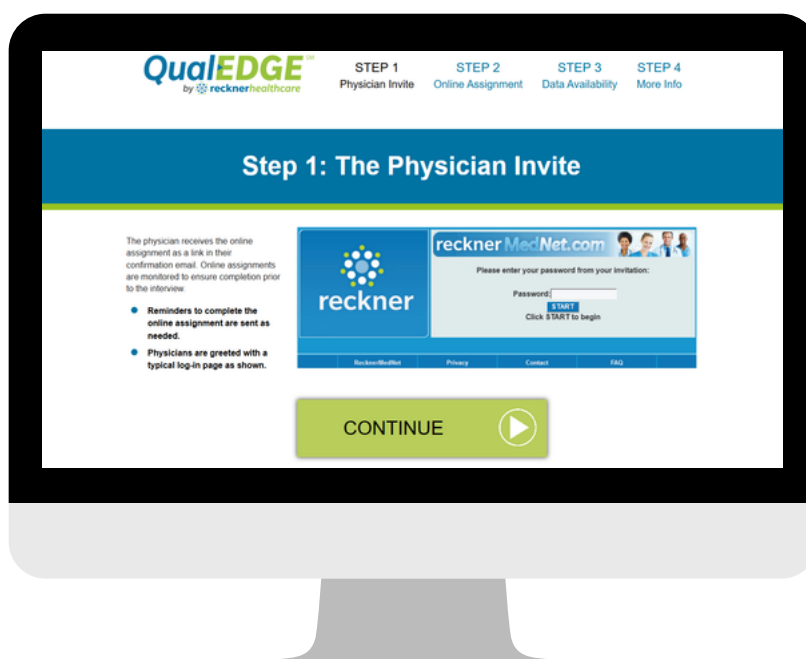 QualEDGE℠
by recknerhealthcare
STEP 1
Physician Invite
STEP 2
Online Assignment
STEP 3
Data Availability
STEP 4
More Info
Step 1: The Physician Invite
The physician receives the online
assignment as a link in their
confirmation email. Online assignments
are monitored to ensure completion prior
to the interview.
Reminders to complete the
online assignment are sent as
needed.
Physicians are greeted with a
typical log-in page as shown.
reckner
reckner MedNet.com
Please enter your password from your invitation:
Password:
START
Click START to begin
RecknerMedNet
Privacy
Contact
FAQ
CONTINUE